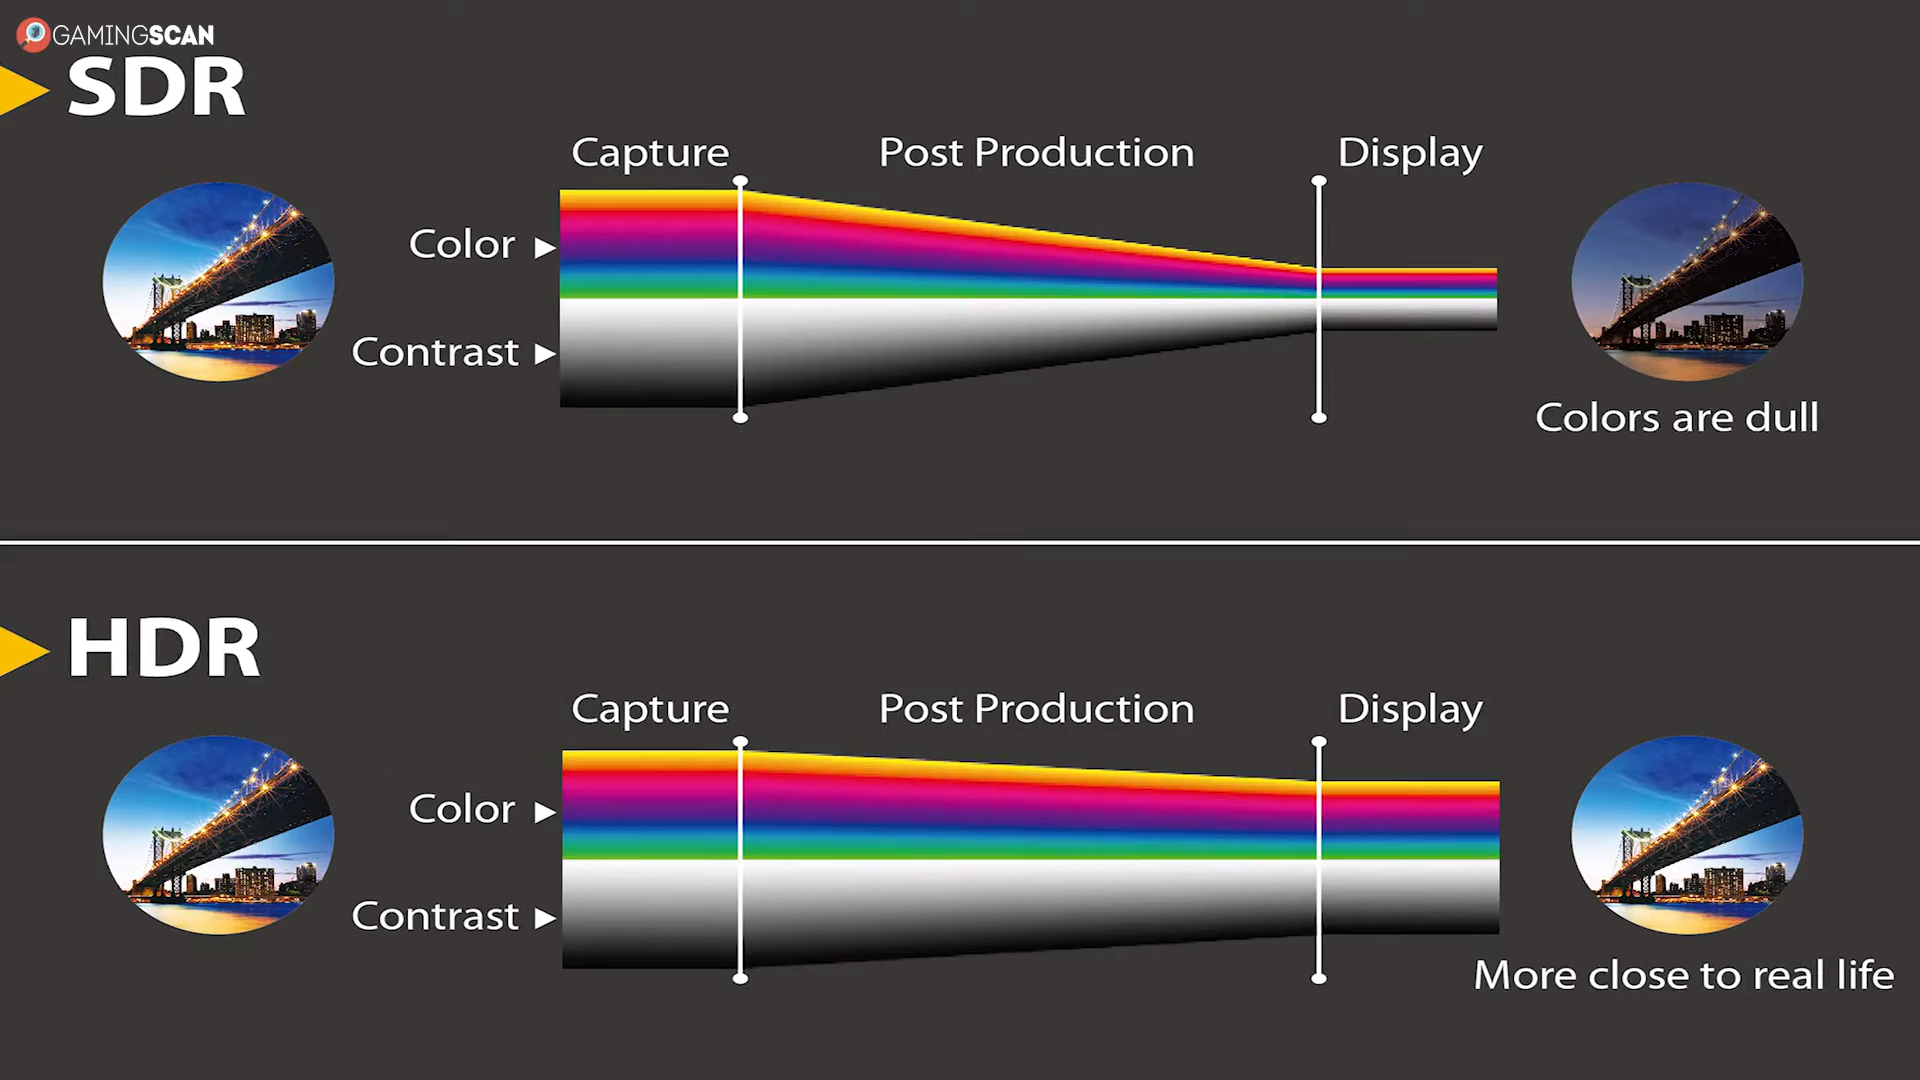 GAMINGSCAN
SDR
Capture
Post Production
Display
Color
Contrast
Colors are dull
HDR
Capture
Post Production
Display
Color
Contrast
More close to real life